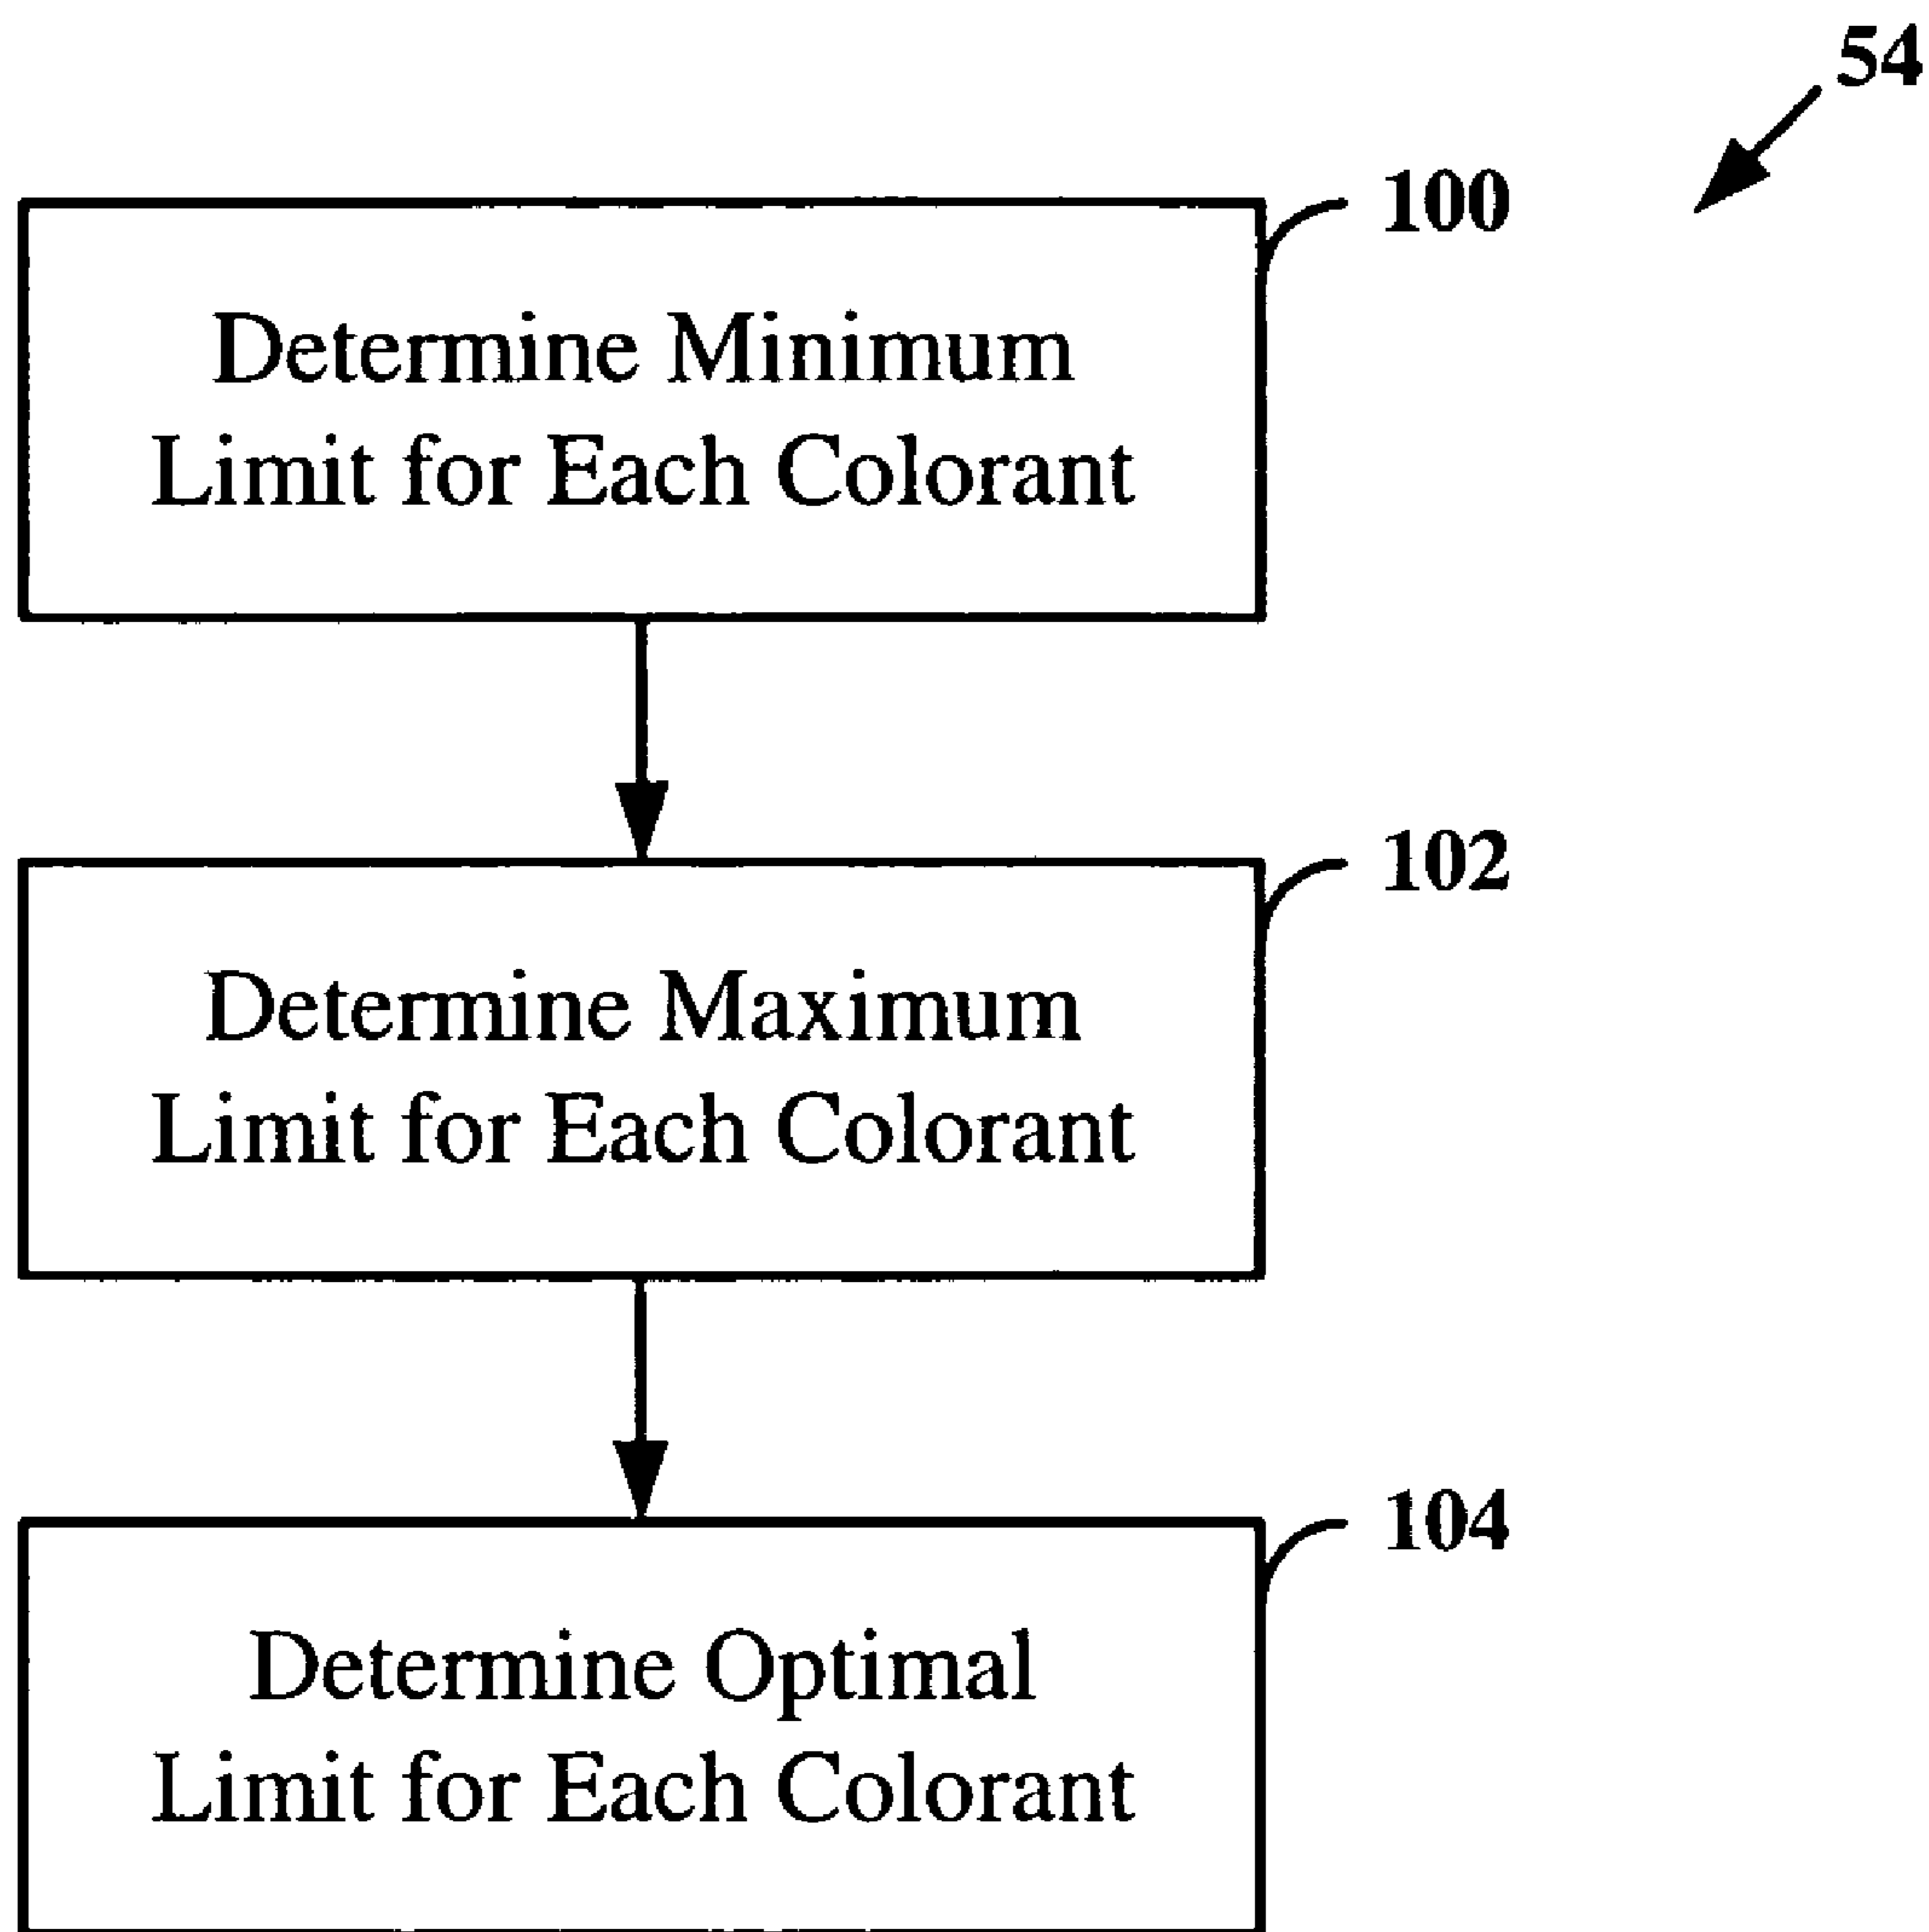 54
100
Determine Minimum
Limit for Each Colorant
102
Determine Maximum
Limit for Each Colorant
104
Determine Optimal
Limit for Each Colorant